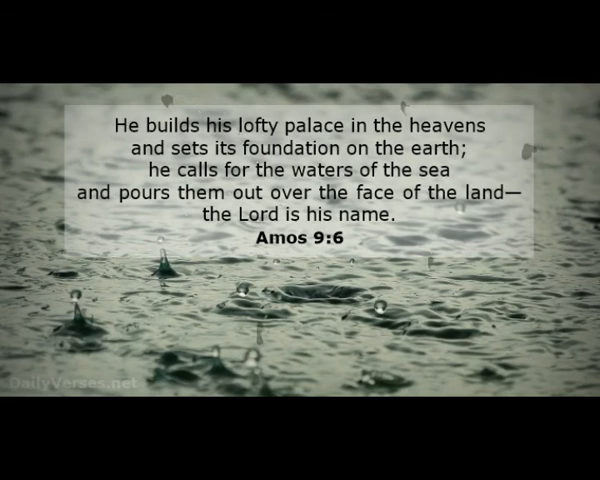 He builds his lofty palace in the heavens
and sets its foundation on the earth;
he calls for the waters of the sea
and pours them out over the face of the land—
the Lord is his name.
Amos 9:6
DailyVerses.net